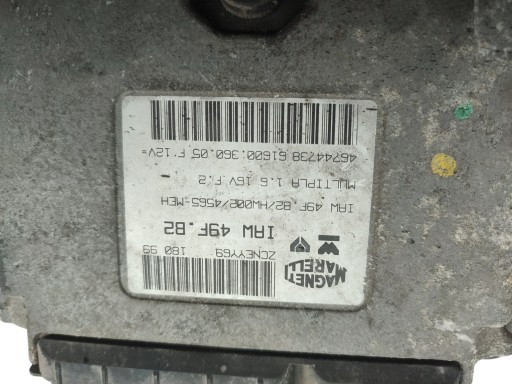 MAGNETI
MARELLI
ZCNEYY69 180 99
IAW 49F.B2
IAW 49F.B2/HW002/4565-MEH
MULTIPLA 1.6 16V F.2
46744738 61600.360.05 F 12V=